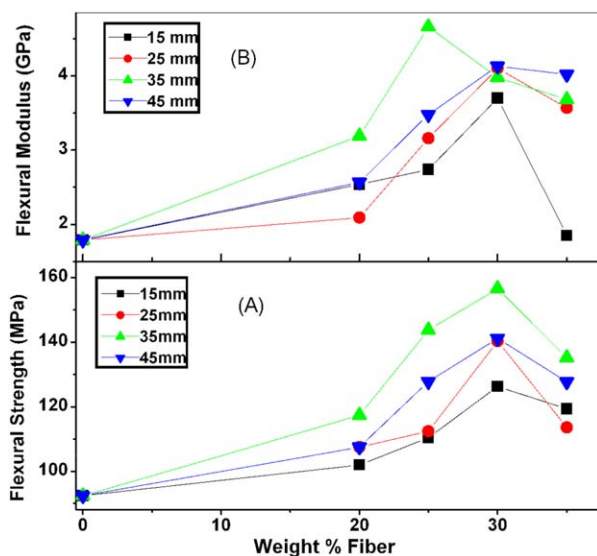 Flexural Modulus (GPa)
4
3
2
15 mm
25 mm
35 mm
45 mm
(B)
Flexural Strength (MPa)
160
140
120
100
15mm
25mm
35mm
45mm
(A)
0 10 20 30
Weight % Fiber